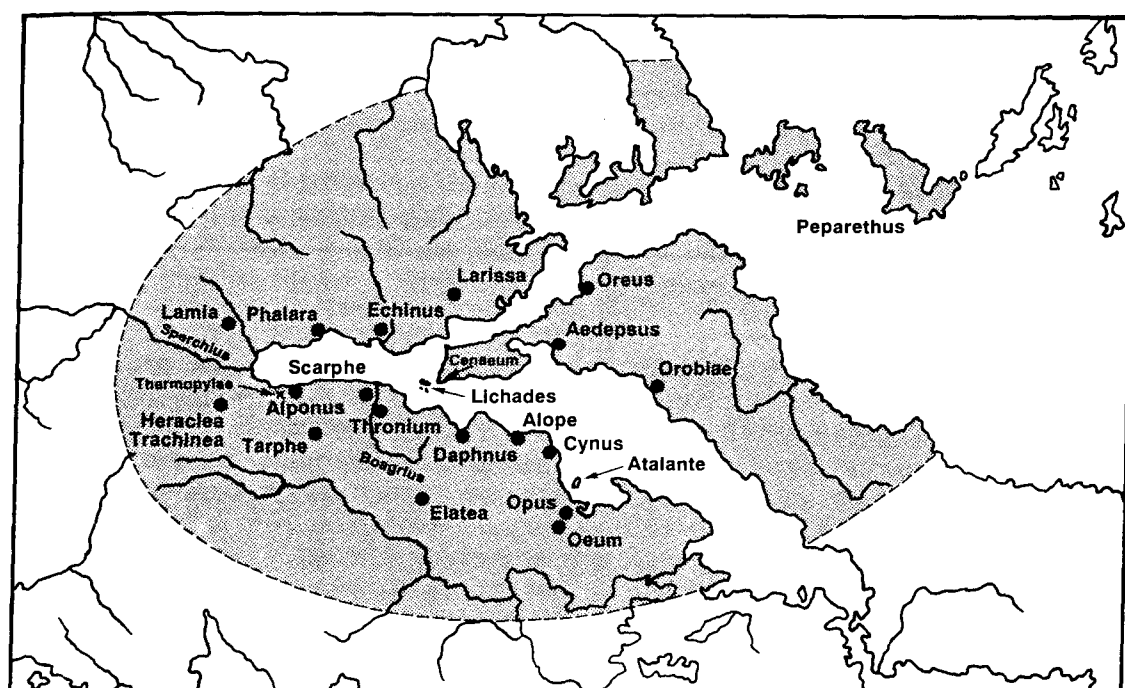 Peparethus
Larissa
Oreus
Lamia
Phalara
Echinus
Sperchius
Aedepsus
Cenaeum
Scarphe
Orobiae
Thermopylae
Lichades
Alponus
Heraclea
Trachinea
Thronium
Alope
Tarphe
Daphnus
Cynus
Boagrius
Atalante
Elatea
Opus
Oeum